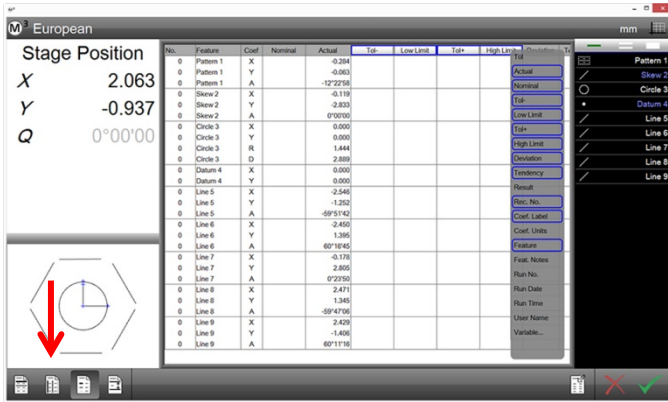 M³
M³ European mm
Stage Position
X 2.063
Y -0.937
Q 0°00'00
No. Feature Coef Nominal Actual Tol- Low Limit Tol+ High Limit Deviation
0 Pattern 1 X -0.284
0 Pattern 1 Y -0.063
0 Pattern 1 A -12°22'58
0 Skew 2 X -0.119
0 Skew 2 Y -2.833
0 Skew 2 A 0°00'00
0 Circle 3 X 0.000
0 Circle 3 Y 0.000
0 Circle 3 R 1.444
0 Circle 3 D 2.889
0 Datum 4 X 0.000
0 Datum 4 Y 0.000
0 Line 5 X -2.546
0 Line 5 Y -1.252
0 Line 5 A -59°51'42
0 Line 6 X -2.450
0 Line 6 Y 1.395
0 Line 6 A 60°16'45
0 Line 7 X -0.178
0 Line 7 Y 2.805
0 Line 7 A 0°23'50
0 Line 8 X 2.471
0 Line 8 Y 1.345
0 Line 8 A -59°47'06
0 Line 9 X 2.429
0 Line 9 Y -1.406
0 Line 9 A 60°11'16
Tol
Actual
Nominal
Tol-
Low Limit
Tol+
High Limit
Deviation
Tendency
Result
Rec. No.
Coef. Label
Coef. Units
Feature
Feat. Notes
Run No.
Run Date
Run Time
User Name
Variable...
Pattern 1
Skew 2
Circle 3
Datum 4
Line 5
Line 6
Line 7
Line 8
Line 9